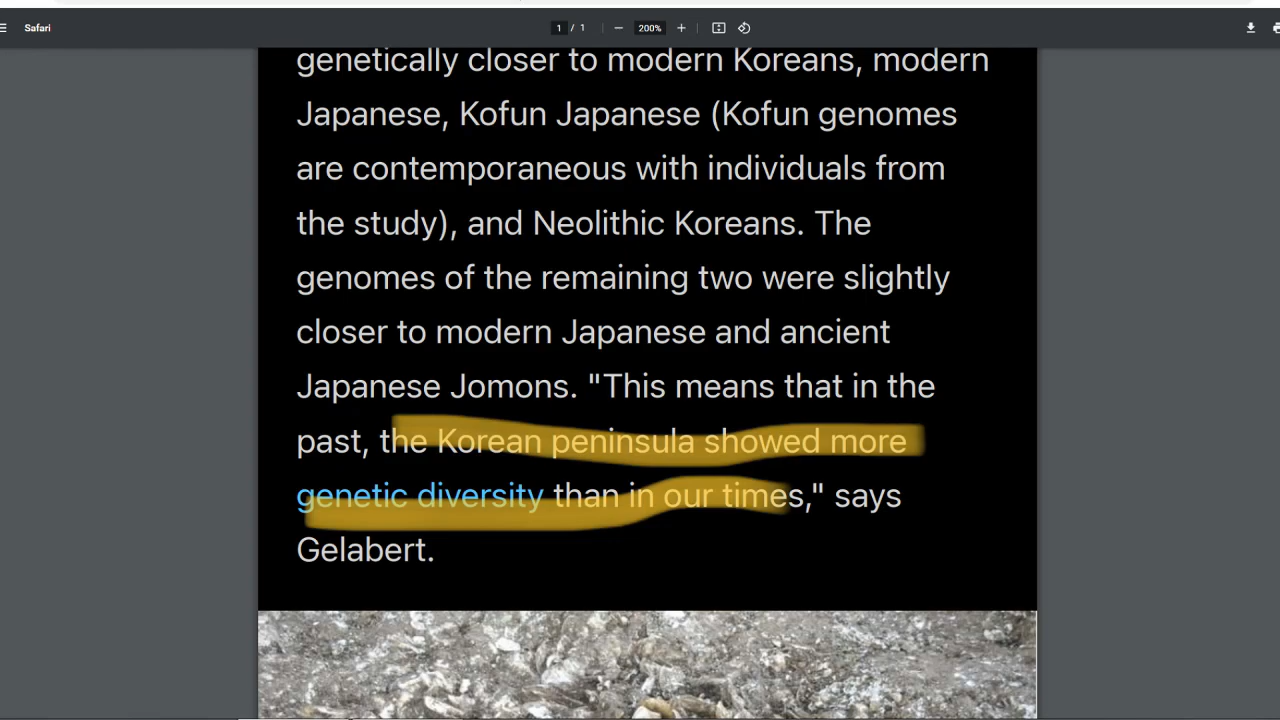 Safari
1 / 1
200%
genetically closer to modern Koreans, modern
Japanese, Kofun Japanese (Kofun genomes
are contemporaneous with individuals from
the study), and Neolithic Koreans. The
genomes of the remaining two were slightly
closer to modern Japanese and ancient
Japanese Jomons. "This means that in the
past, the Korean peninsula showed more
genetic diversity than in our times," says
Gelabert.